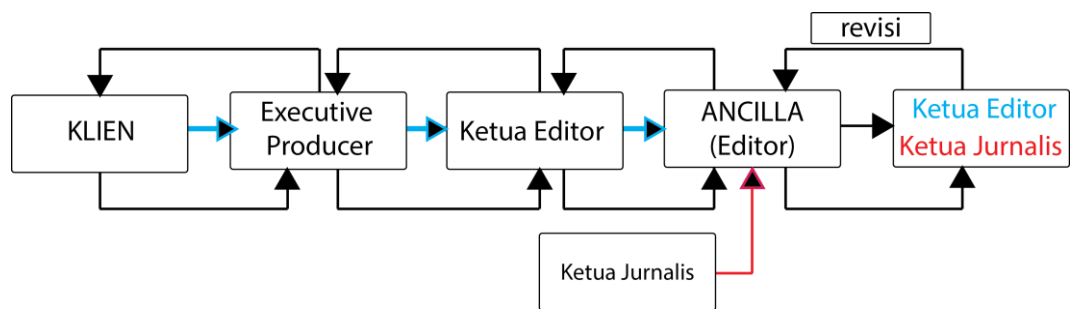 revisi
KLIEN
Executive
Producer
Ketua Editor
ANCILLA
(Editor)
Ketua Editor
Ketua Jurnalis
Ketua Jurnalis